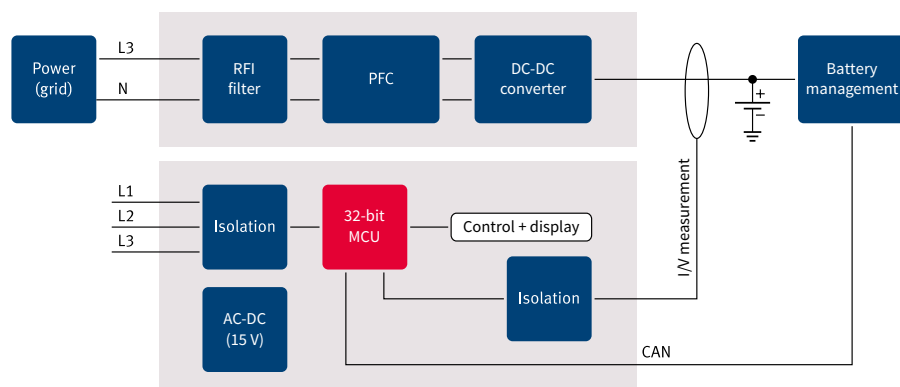 Power
(grid)
L3
N
RFI
filter
PFC
DC-DC
converter
+
−
Battery
management
L1
L2
L3
Isolation
32-bit
MCU
Control + display
I/V measurement
Isolation
AC-DC
(15 V)
CAN